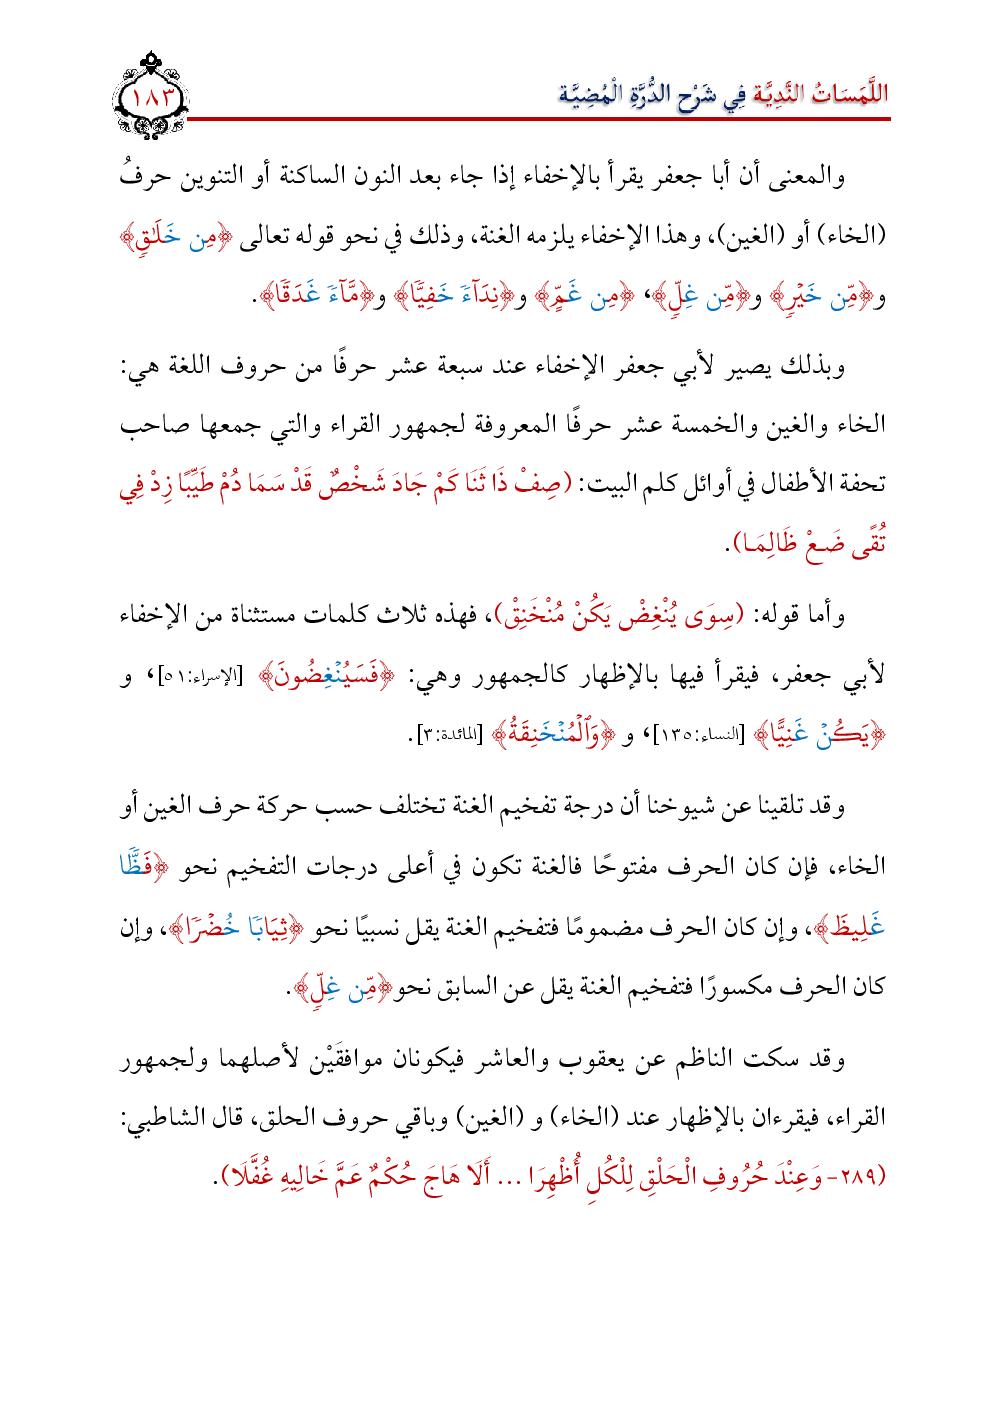 اللَّمَسَاتُ النَّدِيَّة فِي شَرْحِ الدُّرَّةِ الْمُضِيَّة
١٨٣
والمعنى أن أبا جعفر يقرأ بالإخفاء إذا جاء بعد النون الساكنة أو التنوين حرفُ
(الخاء) أو (الغين)، وهذا الإخفاء يلزمه الغنة، وذلك في نحو قوله تعالى ﴿مِن خَلَٰقٖ﴾
و﴿مِّن خَيۡرٖ﴾ و﴿مِّن غِلّٖ﴾، ﴿مِن غَمٍّ﴾ و﴿نِدَآءً خَفِيّٗا﴾ و﴿مَّآءً غَدَقٗا﴾.
وبذلك يصير لأبي جعفر الإخفاء عند سبعة عشر حرفًا من حروف اللغة هي:
الخاء والغين والخمسة عشر حرفًا المعروفة لجمهور القراء والتي جمعها صاحب
تحفة الأطفال في أوائل كلم البيت: (صِفْ ذَا ثَنَا كَمْ جَادَ شَخْصٌ قَدْ سَمَا دُمْ طَيِّبًا زِدْ فِي
تُقًى ضَعْ ظَالِمَا).
وأما قوله: (سِوَى يُنْغِضْ يَكُنْ مُنْخَنِقْ)، فهذه ثلاث كلمات مستثناة من الإخفاء
لأبي جعفر، فيقرأ فيها بالإظهار كالجمهور وهي: ﴿فَسَيُنۡغِضُونَ﴾ [الإسراء:٥١]، و
﴿يَكُنۡ غَنِيًّا﴾ [النساء:١٣٥]، و ﴿وَٱلۡمُنۡخَنِقَةُ﴾ [المائدة:٣].
وقد تلقينا عن شيوخنا أن درجة تفخيم الغنة تختلف حسب حركة حرف الغين أو
الخاء، فإن كان الحرف مفتوحًا فالغنة تكون في أعلى درجات التفخيم نحو ﴿فَظًّا
غَلِيظَ﴾، وإن كان الحرف مضمومًا فتفخيم الغنة يقل نسبيًا نحو ﴿ثِيَابًا خُضۡرٗا﴾، وإن
كان الحرف مكسورًا فتفخيم الغنة يقل عن السابق نحو﴿مِّن غِلّٖ﴾.
وقد سكت الناظم عن يعقوب والعاشر فيكونان موافقَيْن لأصلهما ولجمهور
القراء، فيقرءان بالإظهار عند (الخاء) و (الغين) وباقي حروف الحلق، قال الشاطبي:
(٢٨٩- وَعِنْدَ حُرُوفِ الْحَلْقِ لِلْكُلِ أُظْهِرَا ... أَلَا هَاجَ حُكْمٌ عَمَّ خَالِيهِ غُفَّلَا).